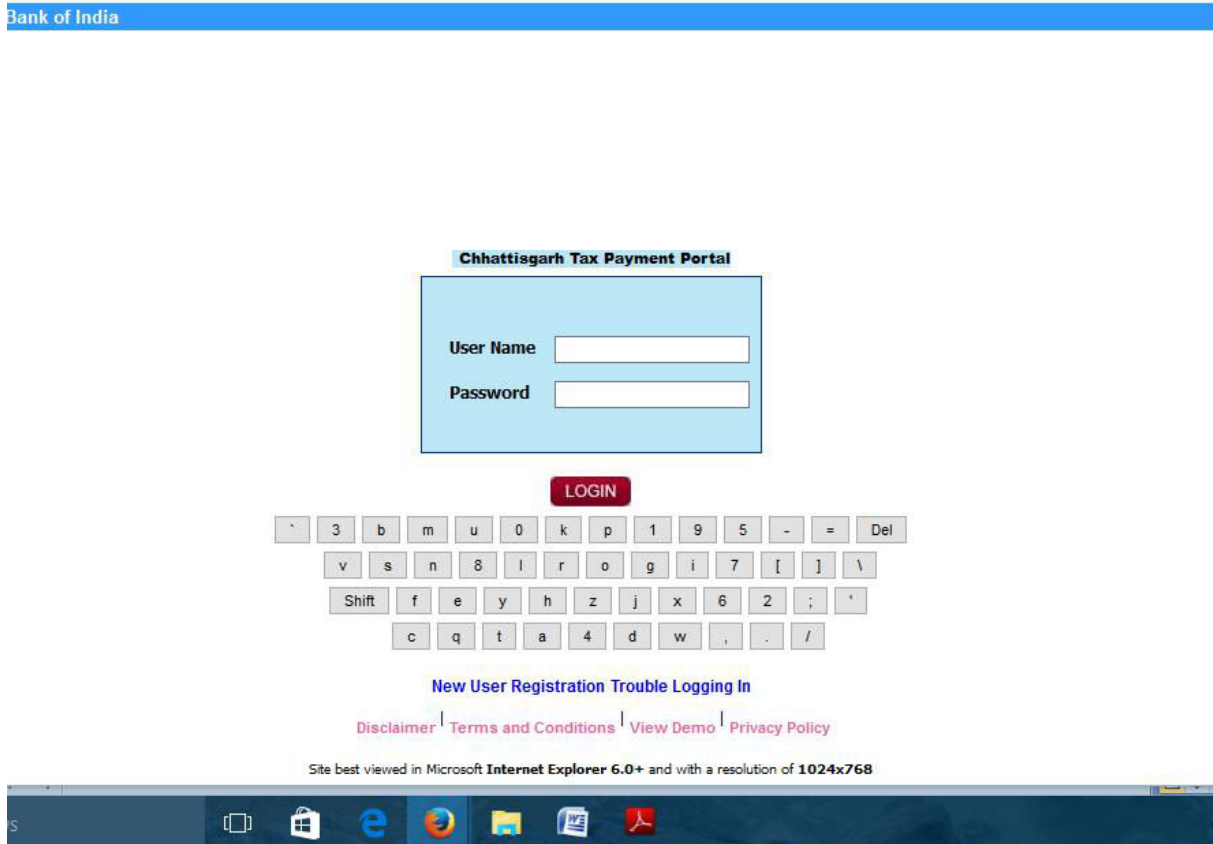 Bank of India
Chhattisgarh Tax Payment Portal
User Name
Password
LOGIN
` 3 b m u 0 k p 1 9 5 - = Del
v s n 8 l r o g i 7 [ ] \
Shift f e y h z j x 6 2 ; '
c q t a 4 d w , . /
New User Registration Trouble Logging In
Disclaimer | Terms and Conditions | View Demo | Privacy Policy
Site best viewed in Microsoft Internet Explorer 6.0+ and with a resolution of 1024x768